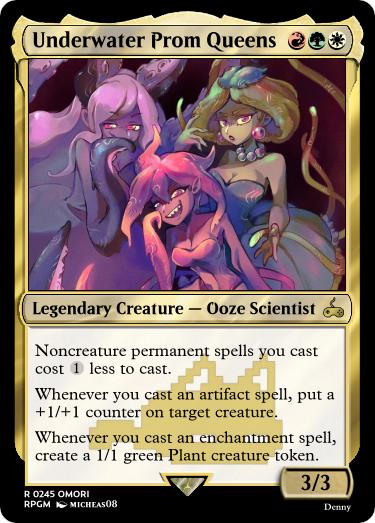 Underwater Prom Queens
Legendary Creature — Ooze Scientist
Noncreature permanent spells you cast
cost 1 less to cast.
Whenever you cast an artifact spell, put a
+1/+1 counter on target creature.
Whenever you cast an enchantment spell,
create a 1/1 green Plant creature token.
3/3
R 0245 OMORI
RPGM MICHEAS08
Denny